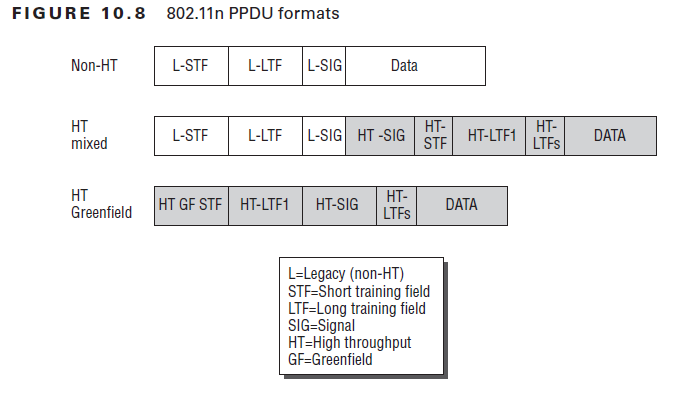 FIGURE 10.8 802.11n PPDU formats
Non-HT L-STF L-LTF L-SIG Data
HT mixed L-STF L-LTF L-SIG HT -SIG HT-STF HT-LTF1 HT-LTFs DATA
HT Greenfield HT GF STF HT-LTF1 HT-SIG HT-LTFs DATA
L=Legacy (non-HT)
STF=Short training field
LTF=Long training field
SIG=Signal
HT=High throughput
GF=Greenfield